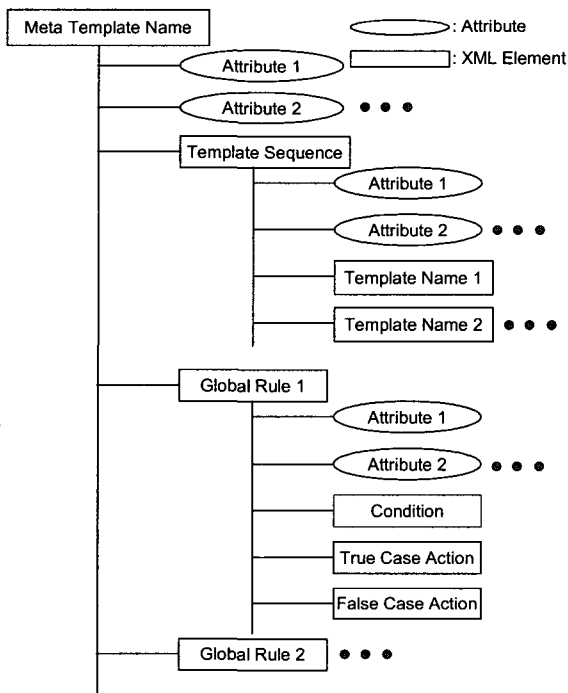 Meta Template Name
: Attribute
: XML Element
Attribute 1
Attribute 2
Template Sequence
Attribute 1
Attribute 2
Template Name 1
Template Name 2
Global Rule 1
Attribute 1
Attribute 2
Condition
True Case Action
False Case Action
Global Rule 2